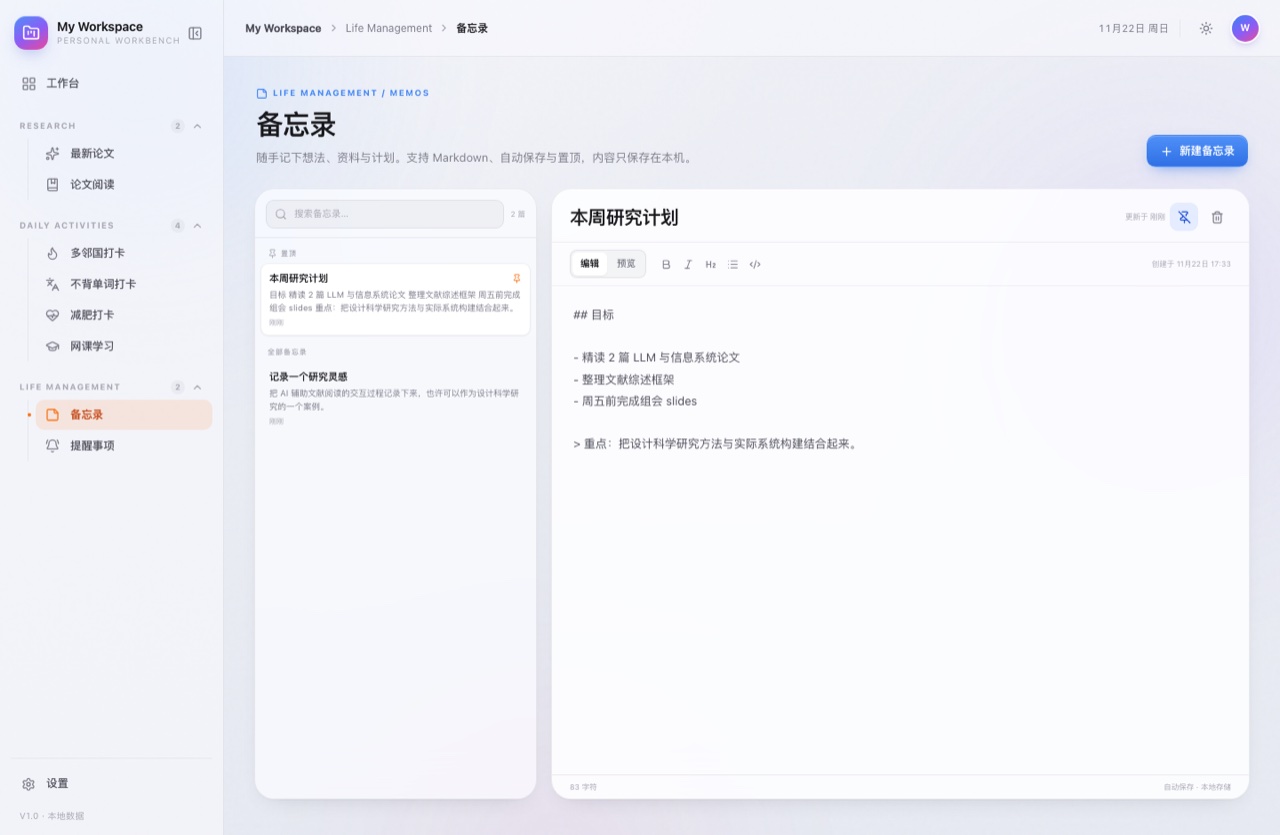 My Workspace
PERSONAL WORKBENCH
工作台
RESEARCH 2
最新论文
论文阅读
DAILY ACTIVITIES 4
多邻国打卡
不背单词打卡
减肥打卡
网课学习
LIFE MANAGEMENT 2
备忘录
提醒事项
设置
V1.0 · 本地数据
My Workspace > Life Management > 备忘录
11月22日 周日
W
LIFE MANAGEMENT / MEMOS
备忘录
随手记下想法、资料与计划。支持 Markdown、自动保存与置顶，内容只保存在本机。
+ 新建备忘录
搜索备忘录...
2 篇
置顶
本周研究计划
目标 精读 2 篇 LLM 与信息系统论文 整理文献综述框架 周五前完成
组会 slides 重点：把设计科学研究方法与实际系统构建结合起来。
刚刚
全部备忘录
记录一个研究灵感
把 AI 辅助文献阅读的交互过程记录下来，也许可以作为设计科学研
究的一个案例。
刚刚
本周研究计划
更新于 刚刚
编辑 预览 B I H₂ </>
创建于 11月22日 17:33
## 目标
- 精读 2 篇 LLM 与信息系统论文
- 整理文献综述框架
- 周五前完成组会 slides
> 重点：把设计科学研究方法与实际系统构建结合起来。
83 字符
自动保存 · 本地存储